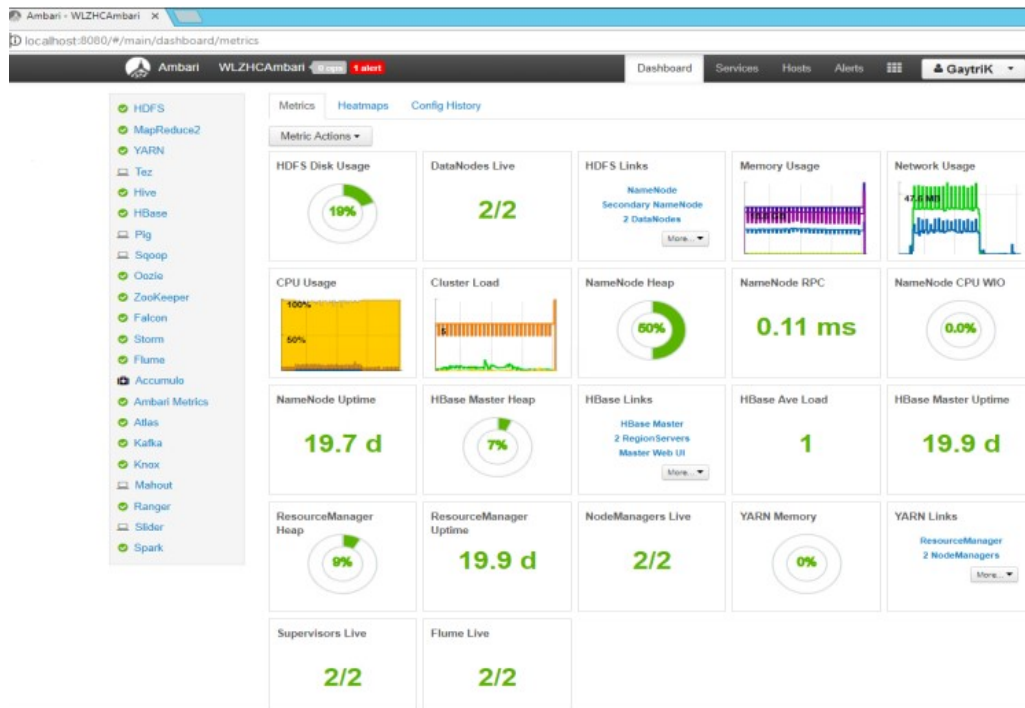 Ambari - WLZHCAmbari
localhost:8080/#/main/dashboard/metrics
Ambari WLZHCAmbari 0 ops 1 alert Dashboard Services Hosts Alerts GaytriK
HDFS
MapReduce2
YARN
Tez
Hive
HBase
Pig
Sqoop
Oozie
ZooKeeper
Falcon
Storm
Flume
Accumulo
Ambari Metrics
Atlas
Kafka
Knox
Mahout
Ranger
Slider
Spark
Metrics Heatmaps Config History
Metric Actions
HDFS Disk Usage
19%
DataNodes Live
2/2
HDFS Links
NameNode
Secondary NameNode
2 DataNodes
More...
Memory Usage
Network Usage
47.6 MB
CPU Usage
100%
50%
Cluster Load
5
NameNode Heap
50%
NameNode RPC
0.11 ms
NameNode CPU WIO
0.0%
NameNode Uptime
19.7 d
HBase Master Heap
7%
HBase Links
HBase Master
2 RegionServers
Master Web UI
More...
HBase Ave Load
1
HBase Master Uptime
19.9 d
ResourceManager
Heap
9%
ResourceManager
Uptime
19.9 d
NodeManagers Live
2/2
YARN Memory
0%
YARN Links
ResourceManager
2 NodeManagers
More...
Supervisors Live
2/2
Flume Live
2/2